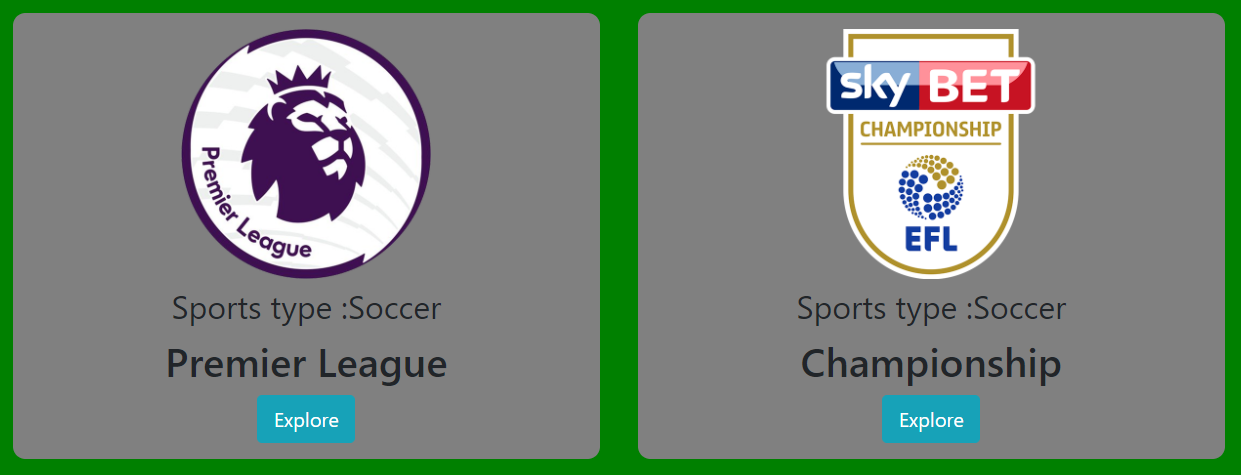 Premier League
Sports type :Soccer
Premier League
Explore
sky BET
CHAMPIONSHIP
EFL
Sports type :Soccer
Championship
Explore